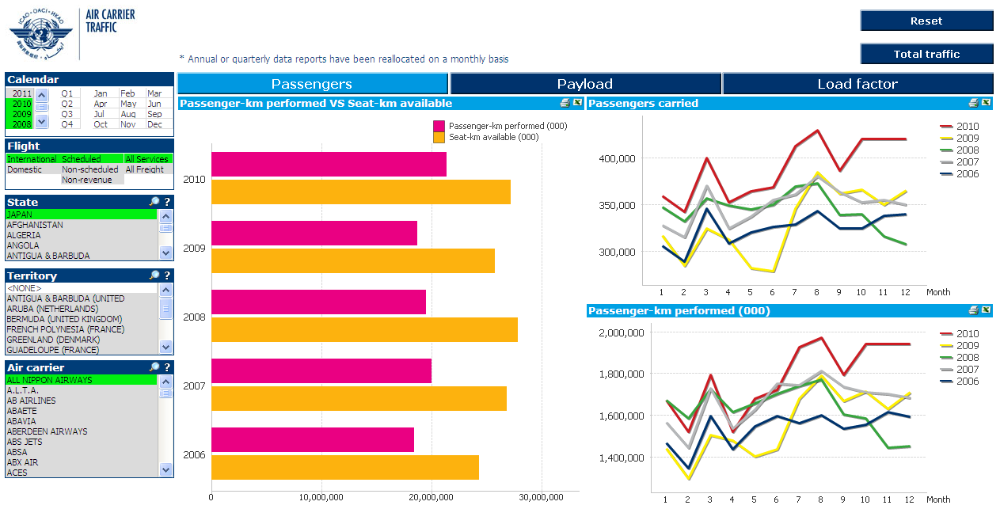 ICAO · OACI · ИКАО
AIR CARRIER
TRAFFIC
Reset
Total traffic
* Annual or quarterly data reports have been reallocated on a monthly basis
Calendar
2011 Q1 Jan Feb Mar
2010 Q2 Apr May Jun
2009 Q3 Jul Aug Sep
2008 Q4 Oct Nov Dec
Flight
International Scheduled All Services
Domestic Non-scheduled All Freight
Non-revenue
State ?
JAPAN
AFGHANISTAN
ALGERIA
ANGOLA
ANTIGUA & BARBUDA
Territory ?
<NONE>
ANTIGUA & BARBUDA (UNITED
ARUBA (NETHERLANDS)
BERMUDA (UNITED KINGDOM)
FRENCH POLYNESIA (FRANCE)
GREENLAND (DENMARK)
GUADELOUPE (FRANCE)
Air carrier ?
ALL NIPPON AIRWAYS
A.L.T.A.
AB AIRLINES
ABAETE
ABAVIA
ABERDEEN AIRWAYS
ABS JETS
ABSA
ABX AIR
ACES
Passengers Payload Load factor
Passenger-km performed VS Seat-km available
Passenger-km performed (000)
Seat-km available (000)
2010
2009
2008
2007
2006
0 10,000,000 20,000,000 30,000,000
Passengers carried
400,000
350,000
300,000
1 2 3 4 5 6 7 8 9 10 11 12 Month
2010
2009
2008
2007
2006
Passenger-km performed (000)
2,000,000
1,800,000
1,600,000
1,400,000
1 2 3 4 5 6 7 8 9 10 11 12 Month
2010
2009
2008
2007
2006